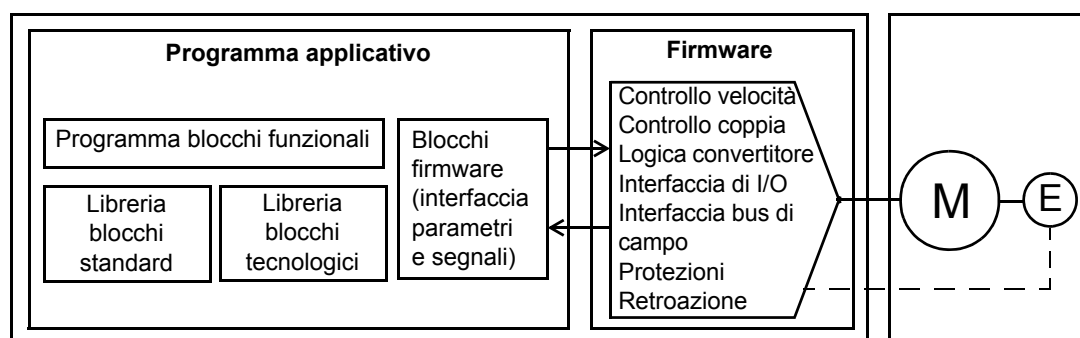 Programma applicativo
Firmware
Programma blocchi funzionali
Libreria
blocchi
standard
Libreria
blocchi
tecnologici
Blocchi
firmware
(interfaccia
parametri
e segnali)
Controllo velocità
Controllo coppia
Logica convertitore
Interfaccia di I/O
Interfaccia bus di
campo
Protezioni
Retroazione
M
E